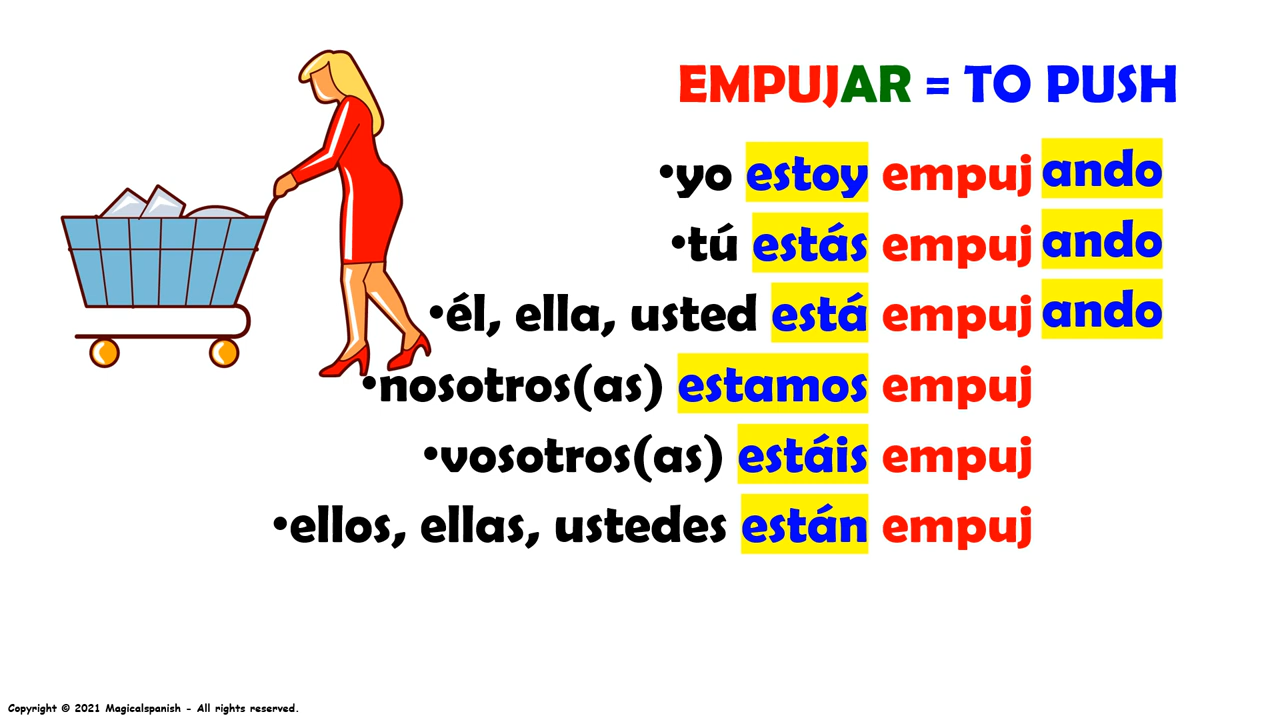 EMPUJAR = TO PUSH
•yo estoy empuj ando
•tú estás empuj ando
•él, ella, usted está empuj ando
•nosotros(as) estamos empuj
•vosotros(as) estáis empuj
•ellos, ellas, ustedes están empuj
Copyright © 2021 Magicalspanish - All rights reserved.